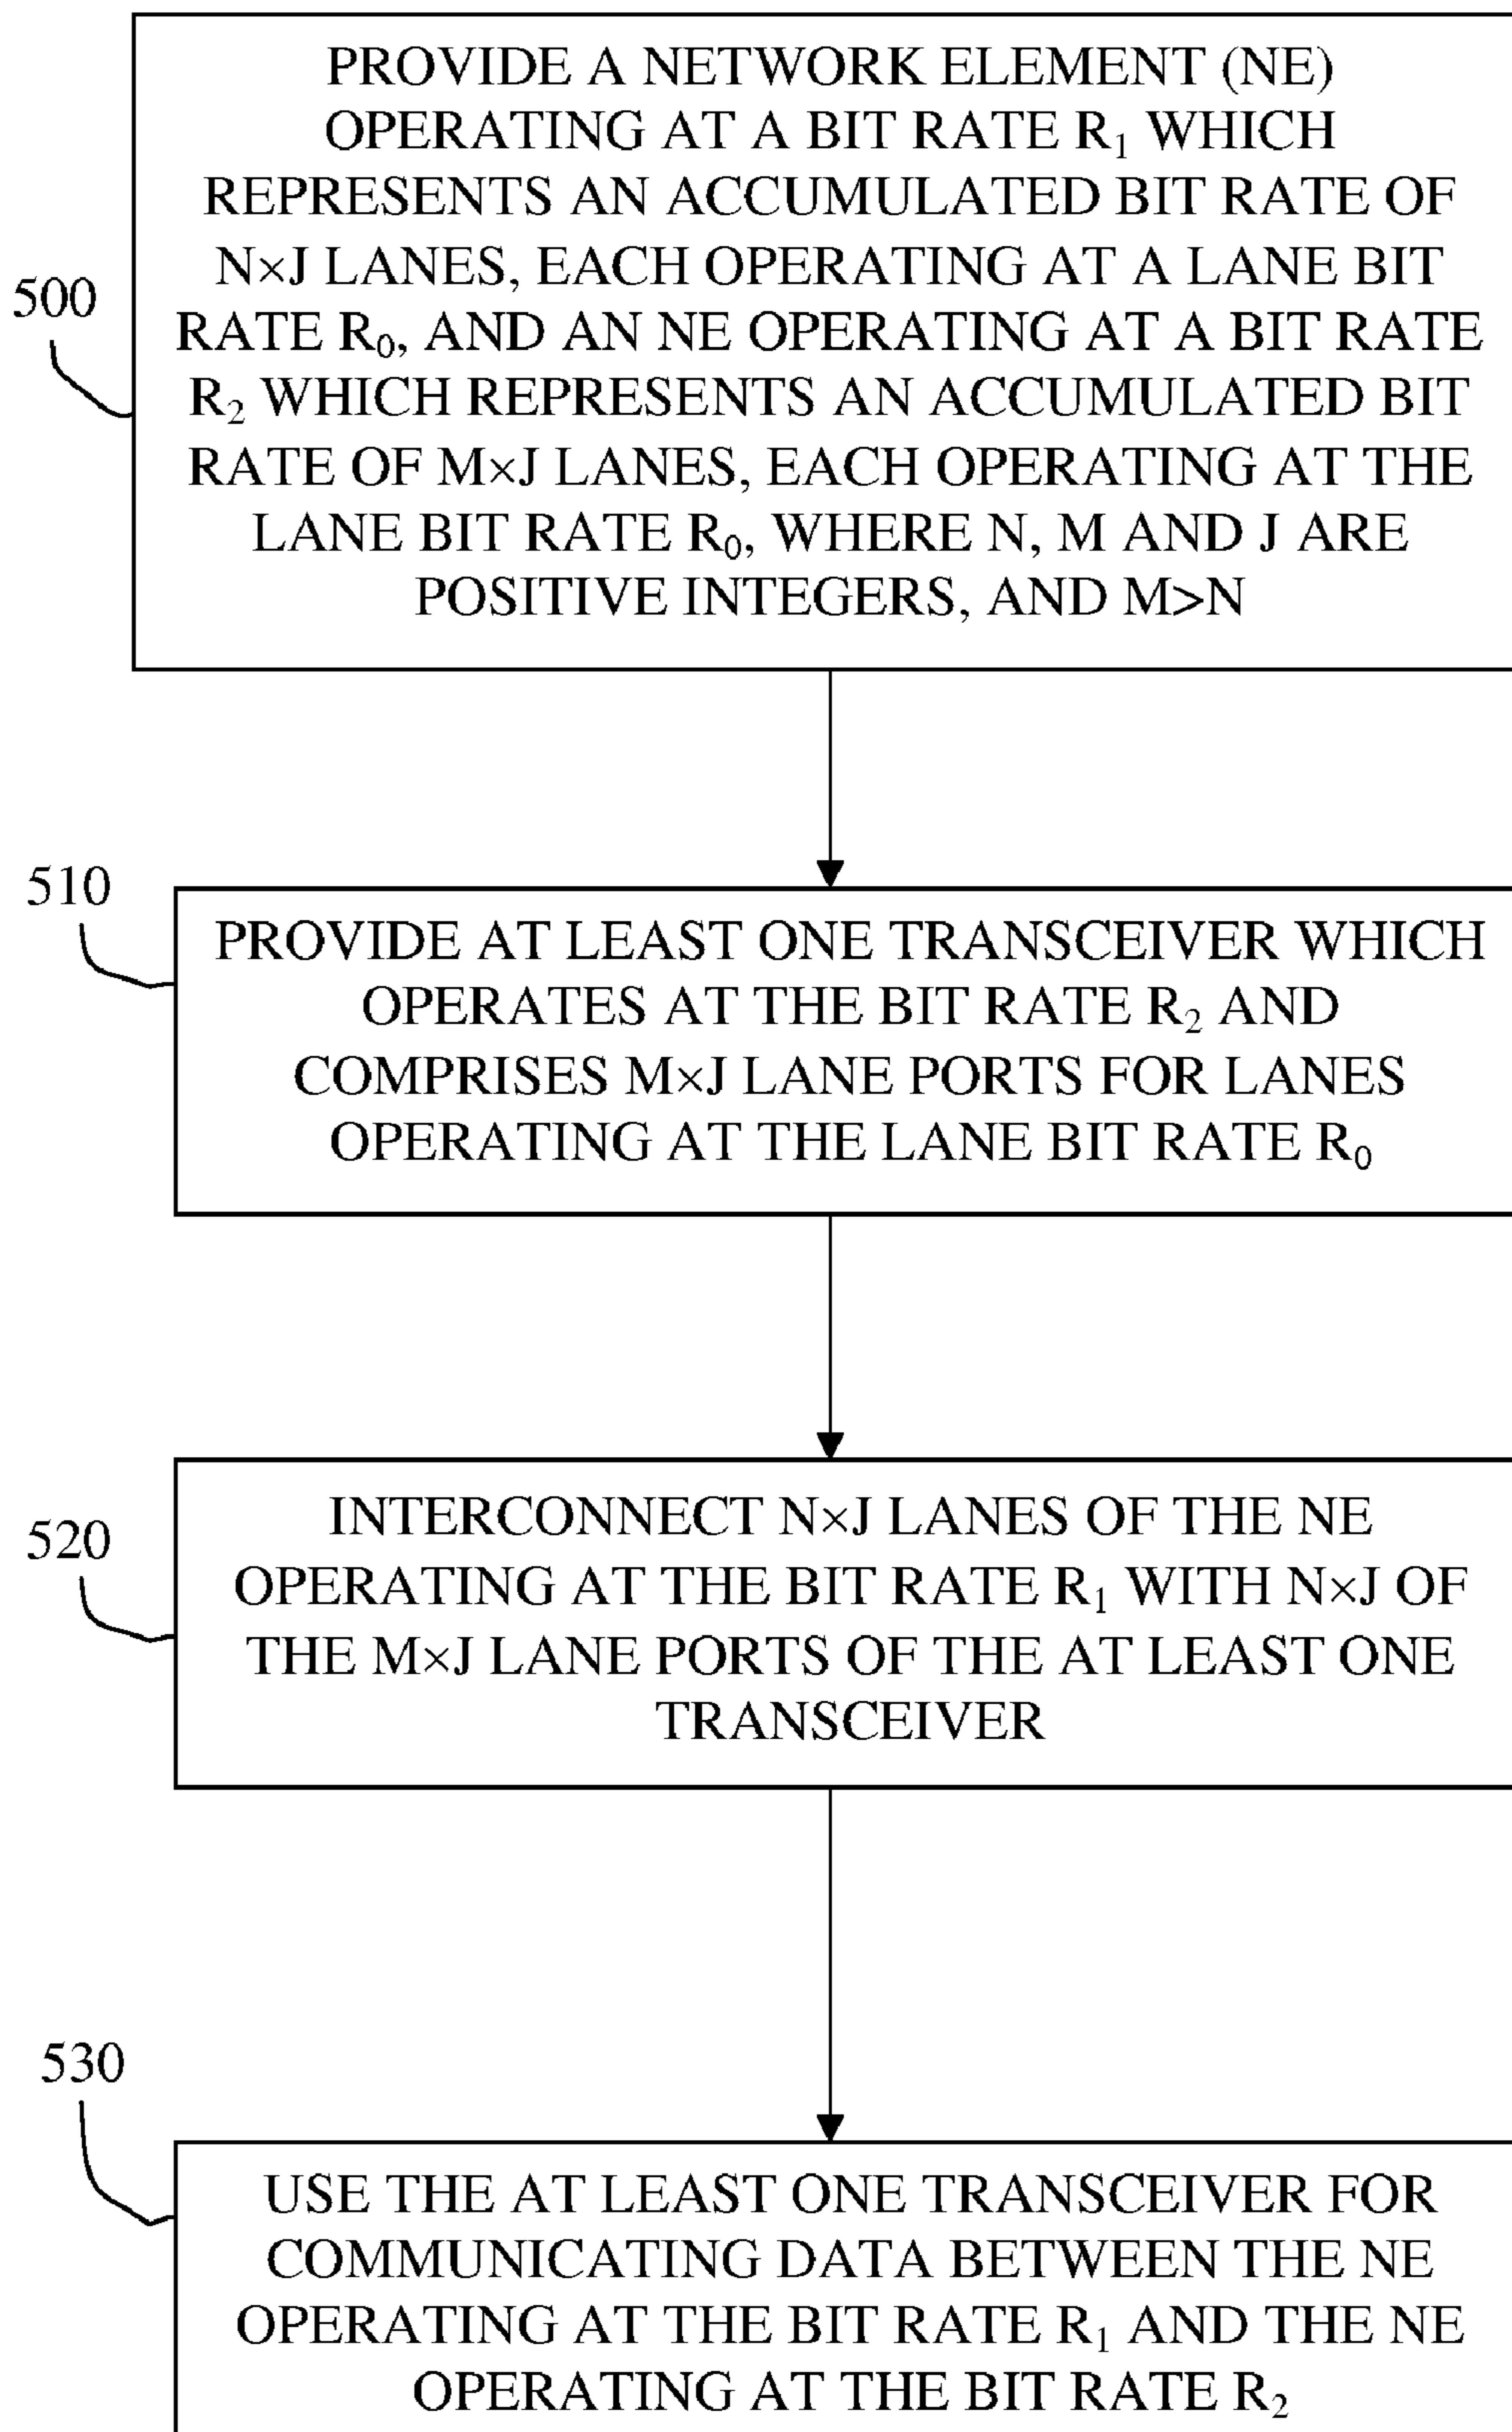 PROVIDE A NETWORK ELEMENT (NE)
OPERATING AT A BIT RATE R₁ WHICH
REPRESENTS AN ACCUMULATED BIT RATE OF
N×J LANES, EACH OPERATING AT A LANE BIT
RATE R₀, AND AN NE OPERATING AT A BIT RATE
R₂ WHICH REPRESENTS AN ACCUMULATED BIT
RATE OF M×J LANES, EACH OPERATING AT THE
LANE BIT RATE R₀, WHERE N, M AND J ARE
POSITIVE INTEGERS, AND M>N
500
510
PROVIDE AT LEAST ONE TRANSCEIVER WHICH
OPERATES AT THE BIT RATE R₂ AND
COMPRISES M×J LANE PORTS FOR LANES
OPERATING AT THE LANE BIT RATE R₀
520
INTERCONNECT N×J LANES OF THE NE
OPERATING AT THE BIT RATE R₁ WITH N×J OF
THE M×J LANE PORTS OF THE AT LEAST ONE
TRANSCEIVER
530
USE THE AT LEAST ONE TRANSCEIVER FOR
COMMUNICATING DATA BETWEEN THE NE
OPERATING AT THE BIT RATE R₁ AND THE NE
OPERATING AT THE BIT RATE R₂